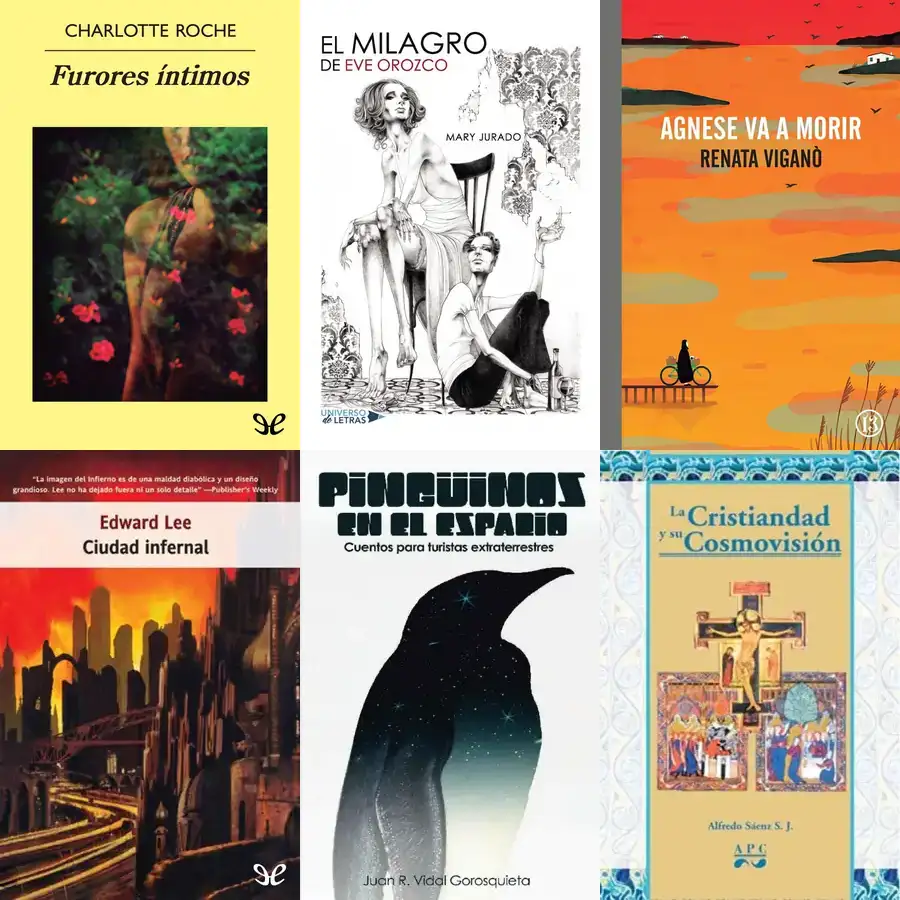 CHARLOTTE ROCHE
Furores íntimos
EL MILAGRO
DE EVE OROZCO
MARY JURADO
UNIVERSO
de LETRAS
AGNESE VA A MORIR
RENATA VIGANÒ
13
"La imagen del Infierno es de una maldad diabólica y un diseño
grandioso. Lee no ha dejado fuera ni un solo detalle" —Publisher's Weekly
Edward Lee
Ciudad infernal
PINGÜINOS
EN EL ESPACIO
Cuentos para turistas extraterrestres
Juan R. Vidal Gorosquieta
La Cristiandad
y su Cosmovisión
Alfredo Sáenz S. J.
A P C